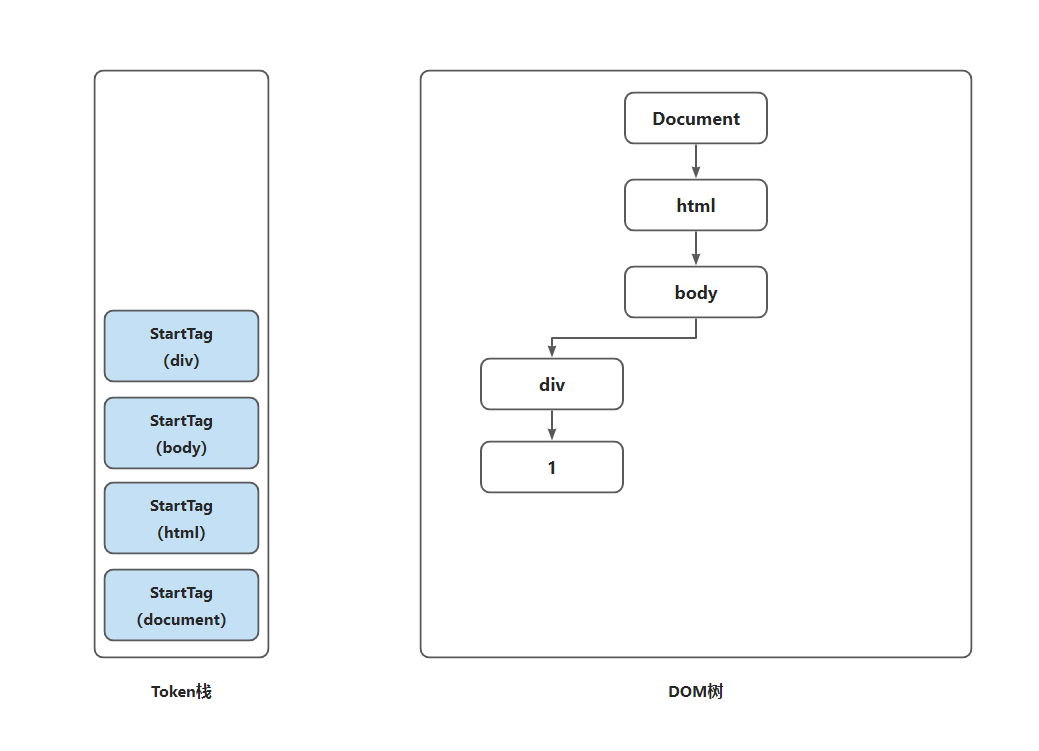 StartTag
（div）
StartTag
（body）
StartTag
（html）
StartTag
（document）
Token栈
Document
html
body
div
1
DOM树